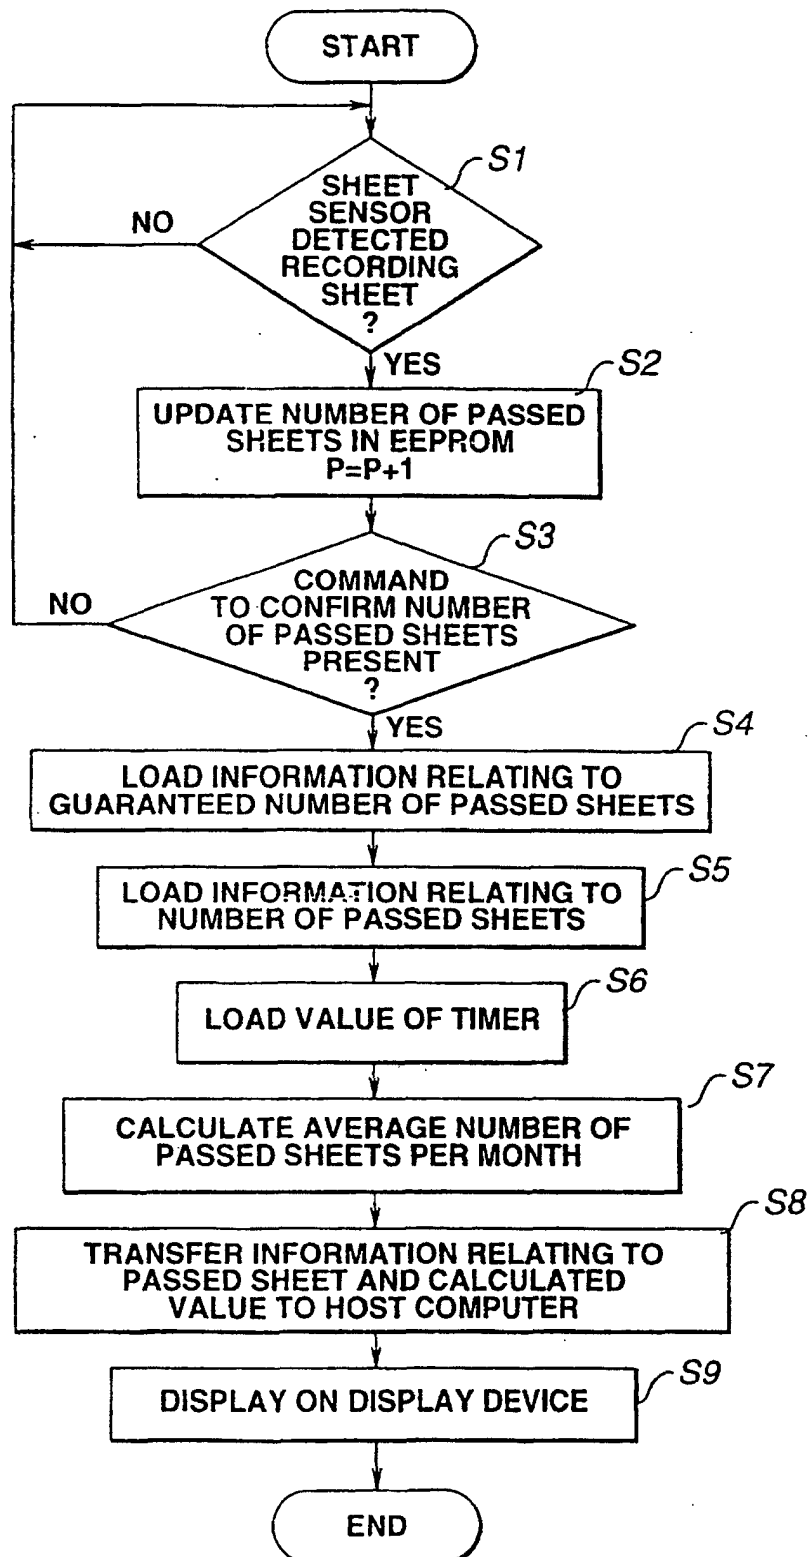 START
S1
SHEET
SENSOR
DETECTED
RECORDING
SHEET
?
NO
YES
S2
UPDATE NUMBER OF PASSED
SHEETS IN EEPROM
P=P+1
S3
COMMAND
TO CONFIRM NUMBER
OF PASSED SHEETS
PRESENT
?
NO
YES
S4
LOAD INFORMATION RELATING TO
GUARANTEED NUMBER OF PASSED SHEETS
S5
LOAD INFORMATION RELATING TO
NUMBER OF PASSED SHEETS
S6
LOAD VALUE OF TIMER
S7
CALCULATE AVERAGE NUMBER OF
PASSED SHEETS PER MONTH
S8
TRANSFER INFORMATION RELATING TO
PASSED SHEET AND CALCULATED
VALUE TO HOST COMPUTER
S9
DISPLAY ON DISPLAY DEVICE
END